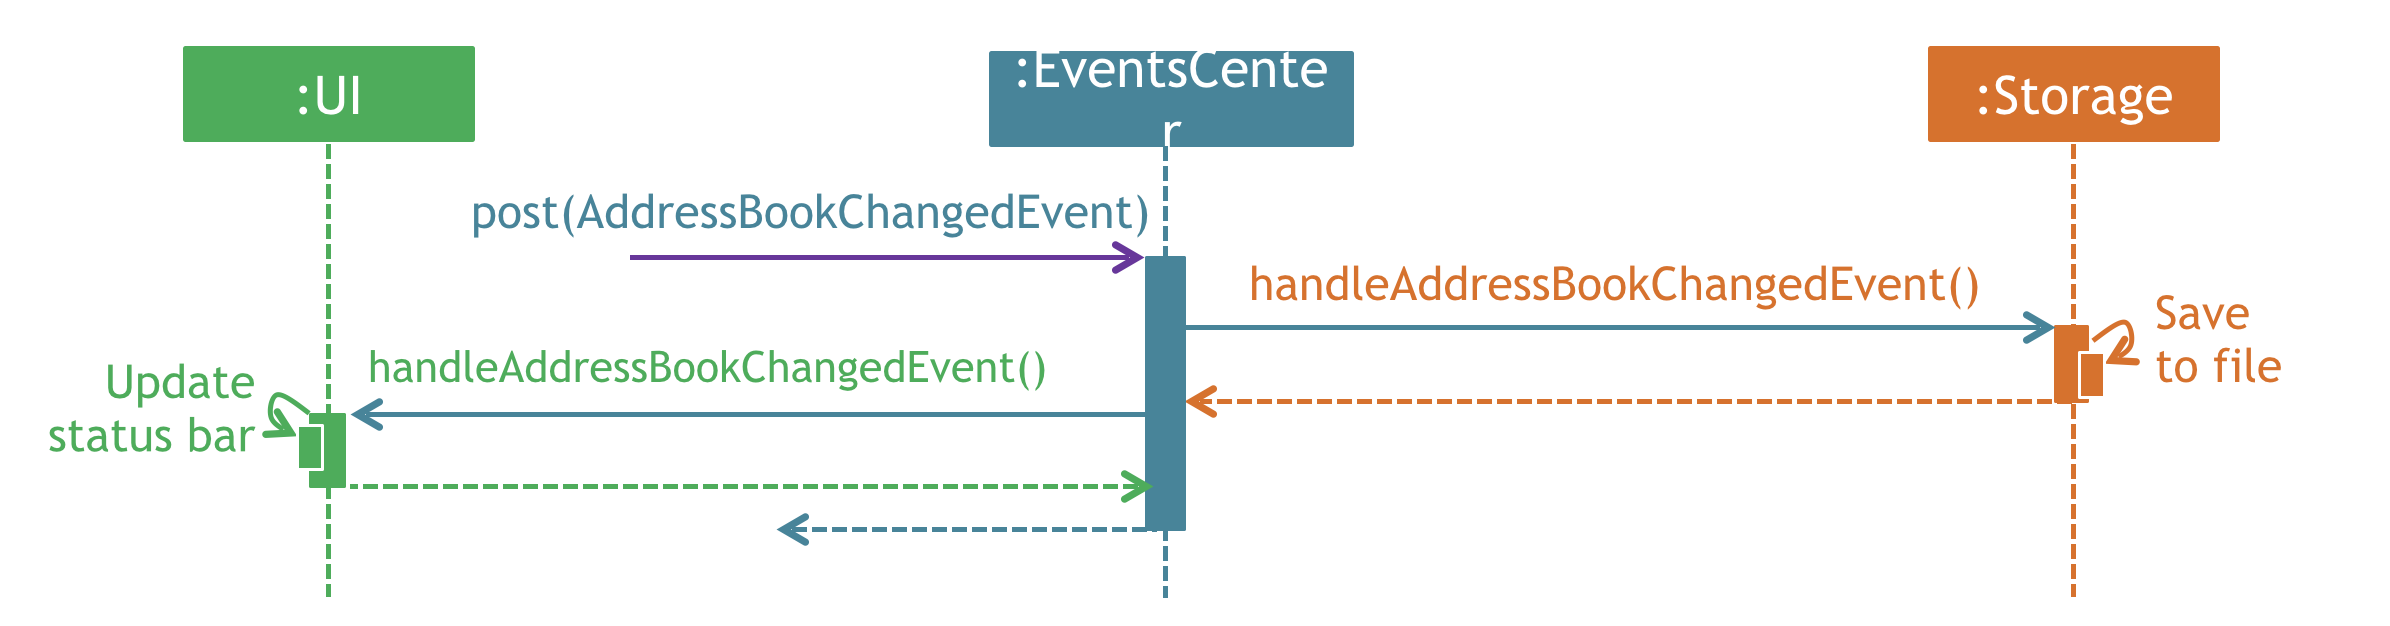 :UI
:EventsCente
r
:Storage
post(AddressBookChangedEvent)
handleAddressBookChangedEvent()
Save
to file
handleAddressBookChangedEvent()
Update
status bar